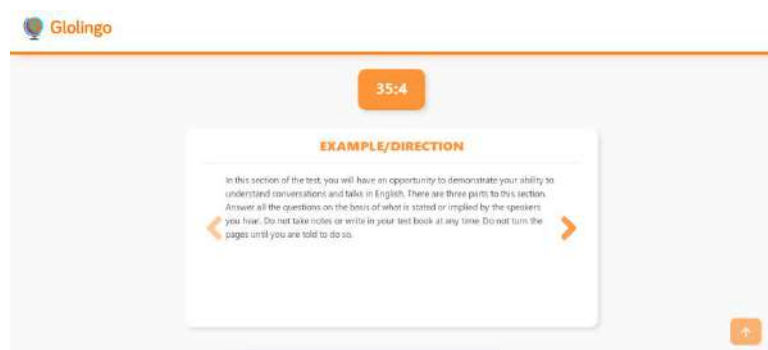 Glolingo
35:4
EXAMPLE/DIRECTION
In this section of the test, you will have an opportunity to demonstrate your ability to
understand conversations and talks in English. There are three parts to this section.
Answer all the questions on the basis of what is stated or implied by the speakers
you hear. Do not take notes or write in your test book at any time. Do not turn the
pages until you are told to do so.